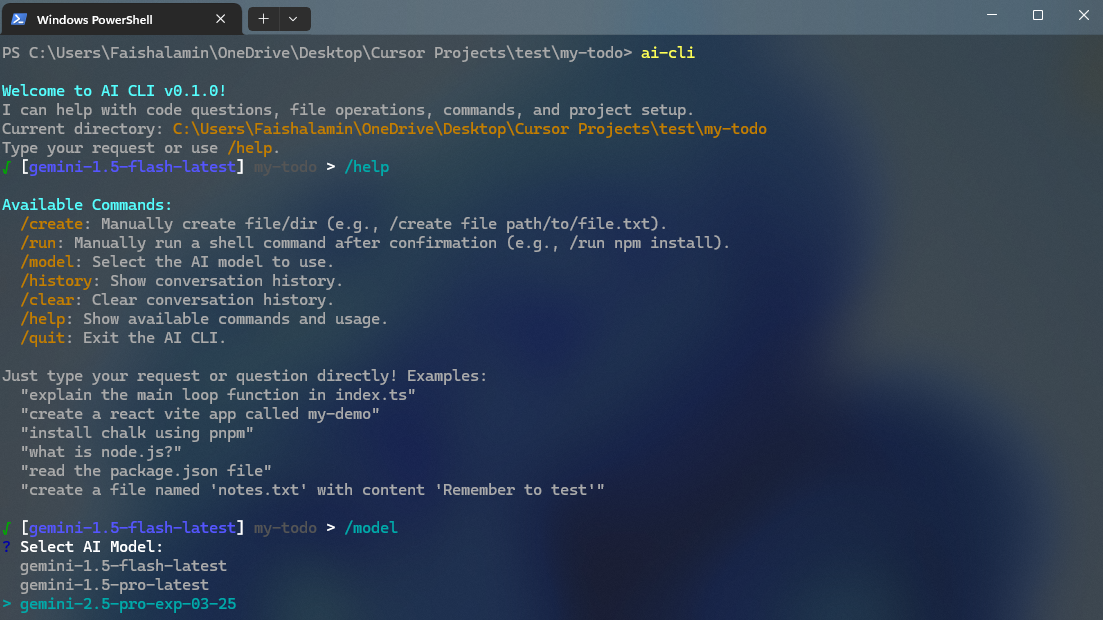 Windows PowerShell
PS C:\Users\Faishalamin\OneDrive\Desktop\Cursor Projects\test\my-todo> ai-cli
Welcome to AI CLI v0.1.0!
I can help with code questions, file operations, commands, and project setup.
Current directory: C:\Users\Faishalamin\OneDrive\Desktop\Cursor Projects\test\my-todo
Type your request or use /help.
√ [gemini-1.5-flash-latest] my-todo > /help
Available Commands:
  /create: Manually create file/dir (e.g., /create file path/to/file.txt).
  /run: Manually run a shell command after confirmation (e.g., /run npm install).
  /model: Select the AI model to use.
  /history: Show conversation history.
  /clear: Clear conversation history.
  /help: Show available commands and usage.
  /quit: Exit the AI CLI.
Just type your request or question directly! Examples:
  "explain the main loop function in index.ts"
  "create a react vite app called my-demo"
  "install chalk using pnpm"
  "what is node.js?"
  "read the package.json file"
  "create a file named 'notes.txt' with content 'Remember to test'"
√ [gemini-1.5-flash-latest] my-todo > /model
? Select AI Model:
  gemini-1.5-flash-latest
  gemini-1.5-pro-latest
> gemini-2.5-pro-exp-03-25